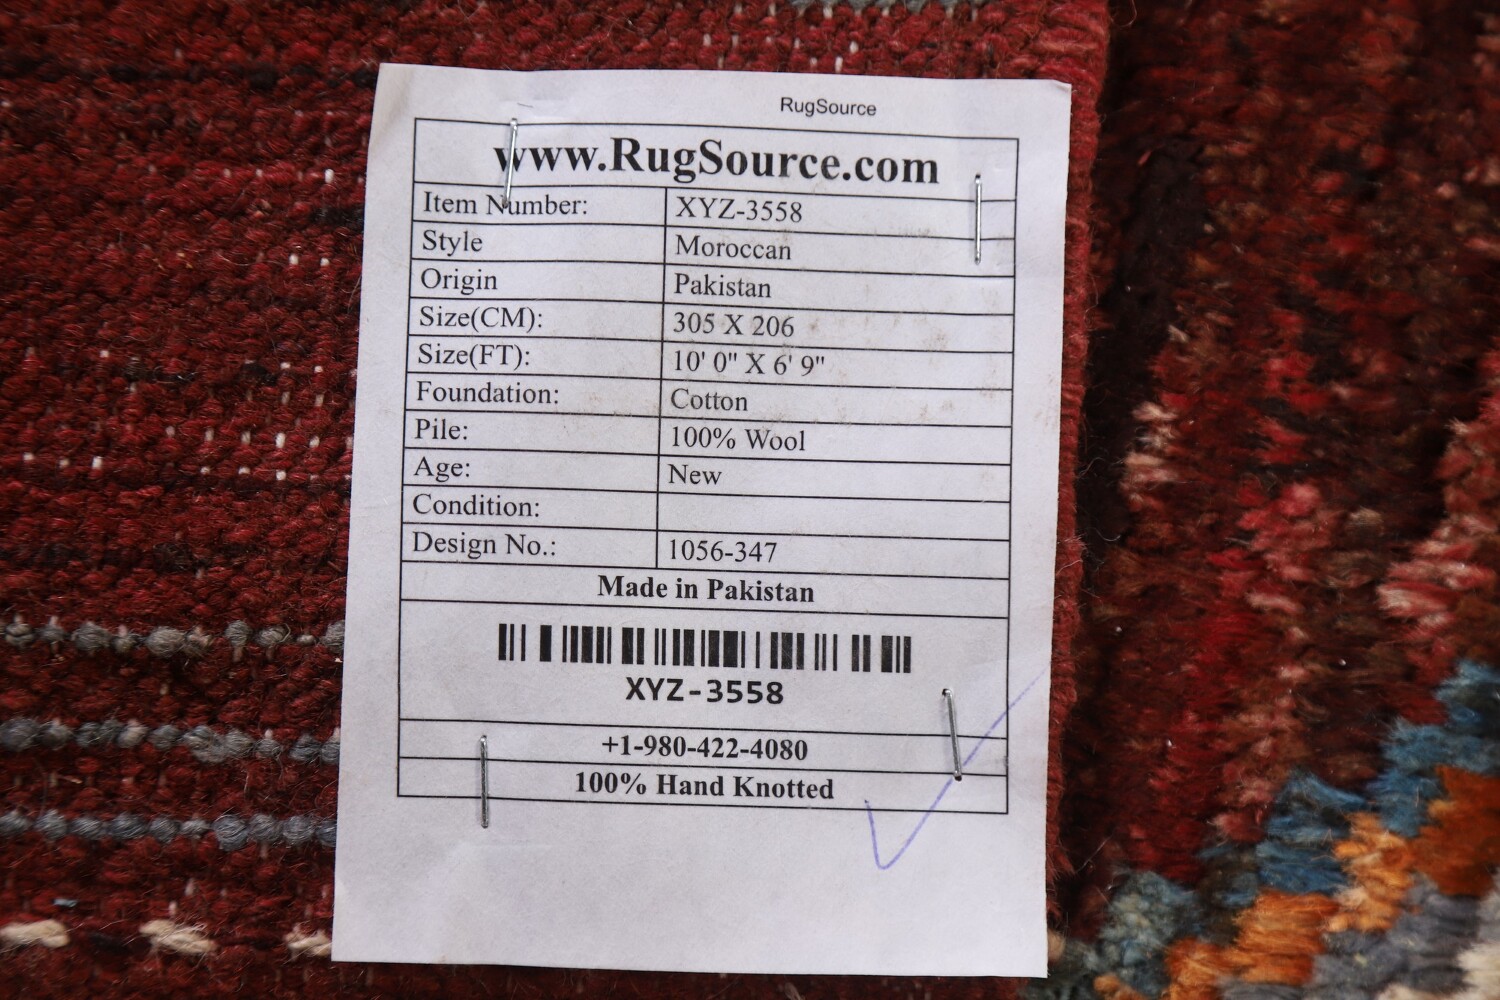 RugSource
www.RugSource.com
Item Number: XYZ-3558
Style Moroccan
Origin Pakistan
Size(CM): 305 X 206
Size(FT): 10' 0" X 6' 9"
Foundation: Cotton
Pile: 100% Wool
Age: New
Condition:
Design No.: 1056-347
Made in Pakistan
XYZ-3558
+1-980-422-4080
100% Hand Knotted